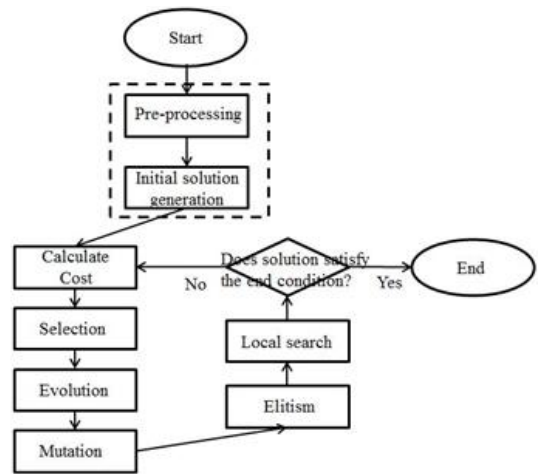 Start
Pre-processing
Initial solution
generation
Calculate
Cost
Selection
Evolution
Mutation
Elitism
Local search
Does solution satisfy
the end condition?
No
Yes
End